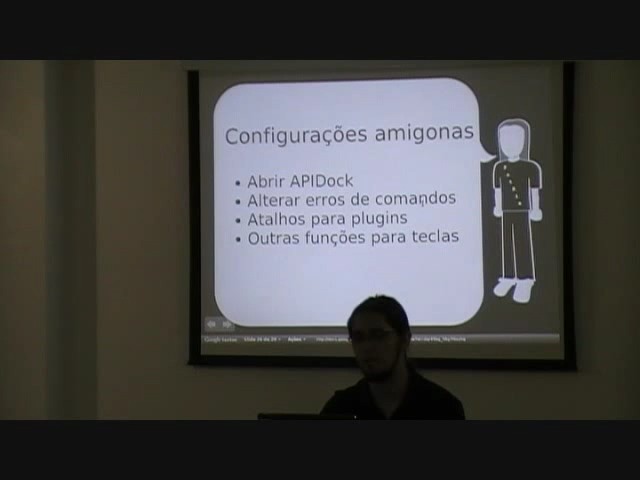 Configurações amigonas
• Abrir APIDock
• Alterar erros de comandos
• Atalhos para plugins
• Outras funções para teclas